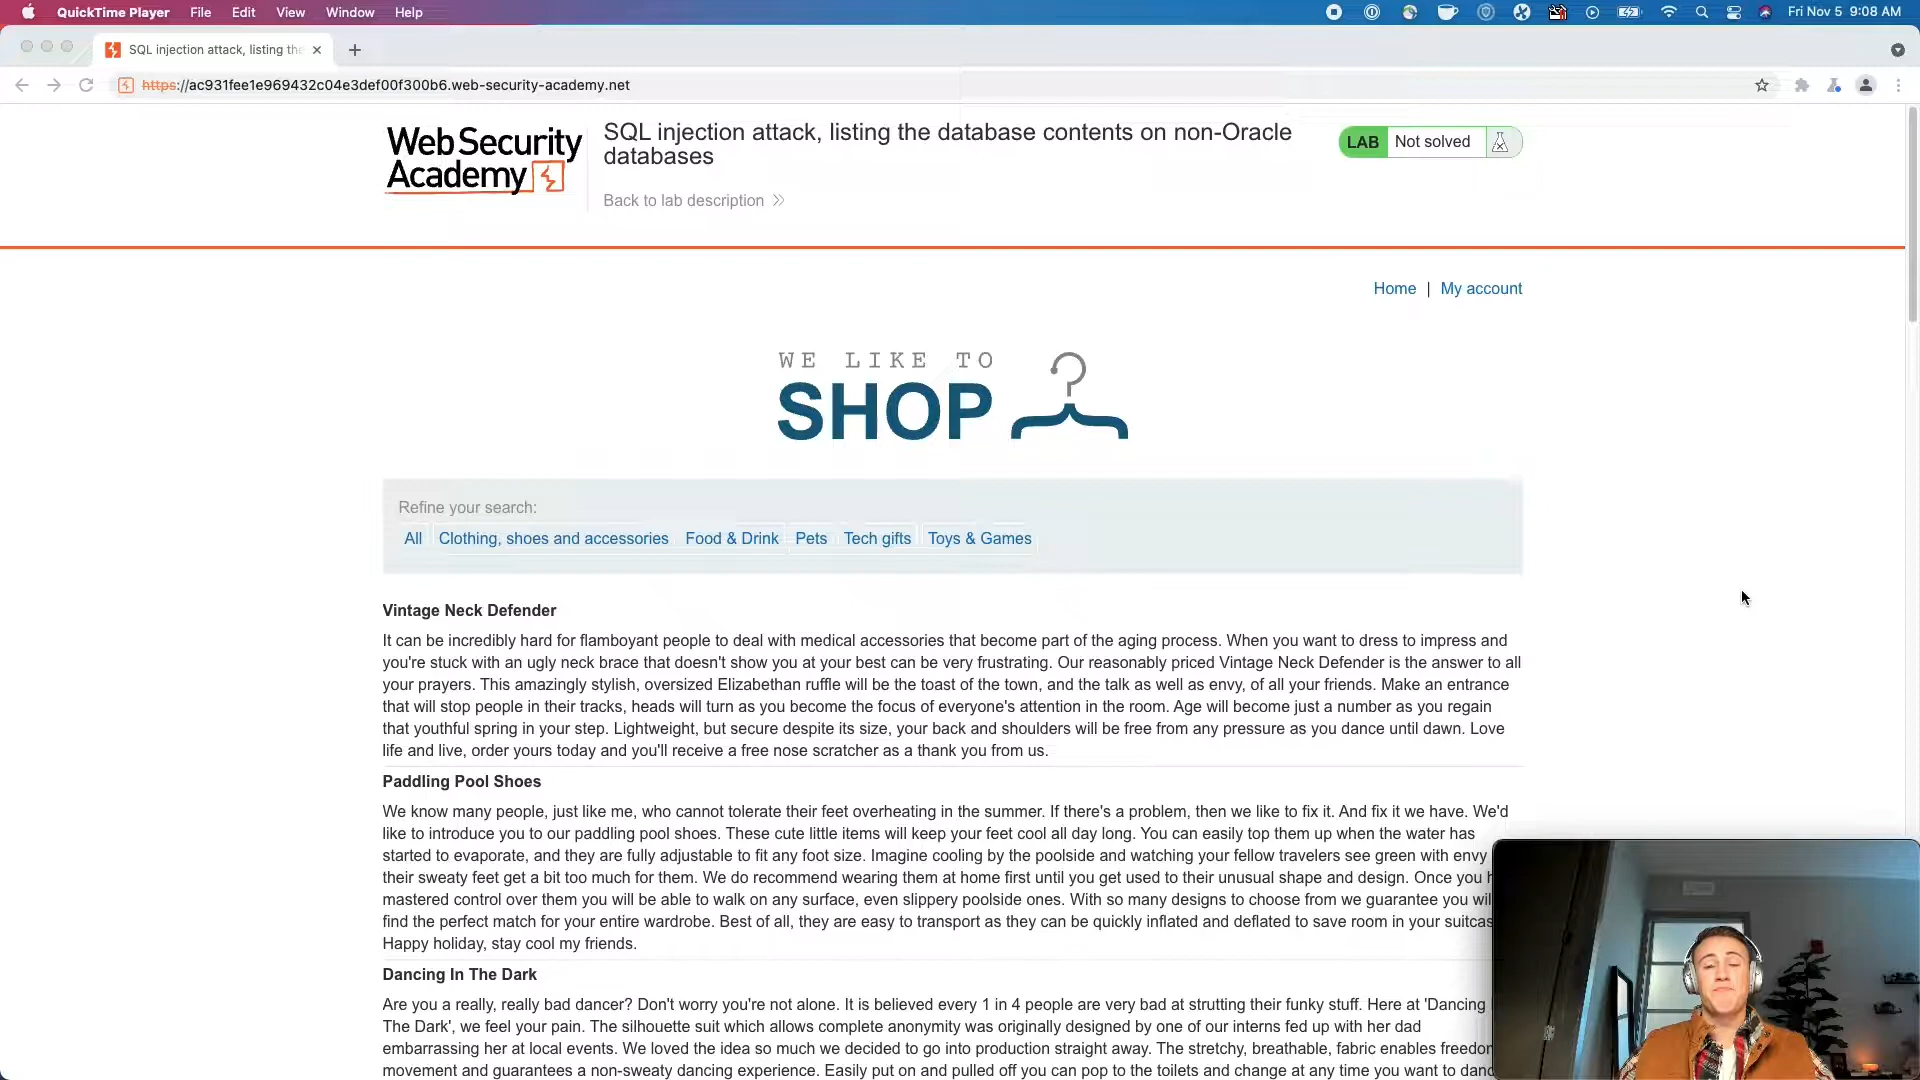 QuickTime Player File Edit View Window Help Fri Nov 5 9:08 AM
SQL injection attack, listing the
https://ac931fee1e969432c04e3def00f300b6.web-security-academy.net
Web Security
Academy
SQL injection attack, listing the database contents on non-Oracle
databases
Back to lab description
LAB Not solved
Home | My account
WE LIKE TO
SHOP
Refine your search:
All Clothing, shoes and accessories Food & Drink Pets Tech gifts Toys & Games
Vintage Neck Defender
It can be incredibly hard for flamboyant people to deal with medical accessories that become part of the aging process. When you want to dress to impress and
you're stuck with an ugly neck brace that doesn't show you at your best can be very frustrating. Our reasonably priced Vintage Neck Defender is the answer to all
your prayers. This amazingly stylish, oversized Elizabethan ruffle will be the toast of the town, and the talk as well as envy, of all your friends. Make an entrance
that will stop people in their tracks, heads will turn as you become the focus of everyone's attention in the room. Age will become just a number as you regain
that youthful spring in your step. Lightweight, but secure despite its size, your back and shoulders will be free from any pressure as you dance until dawn. Love
life and live, order yours today and you'll receive a free nose scratcher as a thank you from us.
Paddling Pool Shoes
We know many people, just like me, who cannot tolerate their feet overheating in the summer. If there's a problem, then we like to fix it. And fix it we have. We'd
like to introduce you to our paddling pool shoes. These cute little items will keep your feet cool all day long. You can easily top them up when the water has
started to evaporate, and they are fully adjustable to fit any foot size. Imagine cooling by the poolside and watching your fellow travelers see green with envy
their sweaty feet get a bit too much for them. We do recommend wearing them at home first until you get used to their unusual shape and design. Once you
mastered control over them you will be able to walk on any surface, even slippery poolside ones. With so many designs to choose from we guarantee you
find the perfect match for your entire wardrobe. Best of all, they are easy to transport as they can be quickly inflated and deflated to save room in your
Happy holiday, stay cool my friends.
Dancing In The Dark
Are you a really, really bad dancer? Don't worry you're not alone. It is believed every 1 in 4 people are very bad at strutting their funky stuff. Here at 'Dancing
The Dark', we feel your pain. The silhouette suit which allows complete anonymity was originally designed by one of our interns fed up with her dad
embarrassing her at local events. We loved the idea so much we decided to go into production straight away. The stretchy, breathable, fabric enables
movement and guarantees a non-sweaty dancing experience. Easily put on and pulled off you can pop to the toilets and change at any time you want to